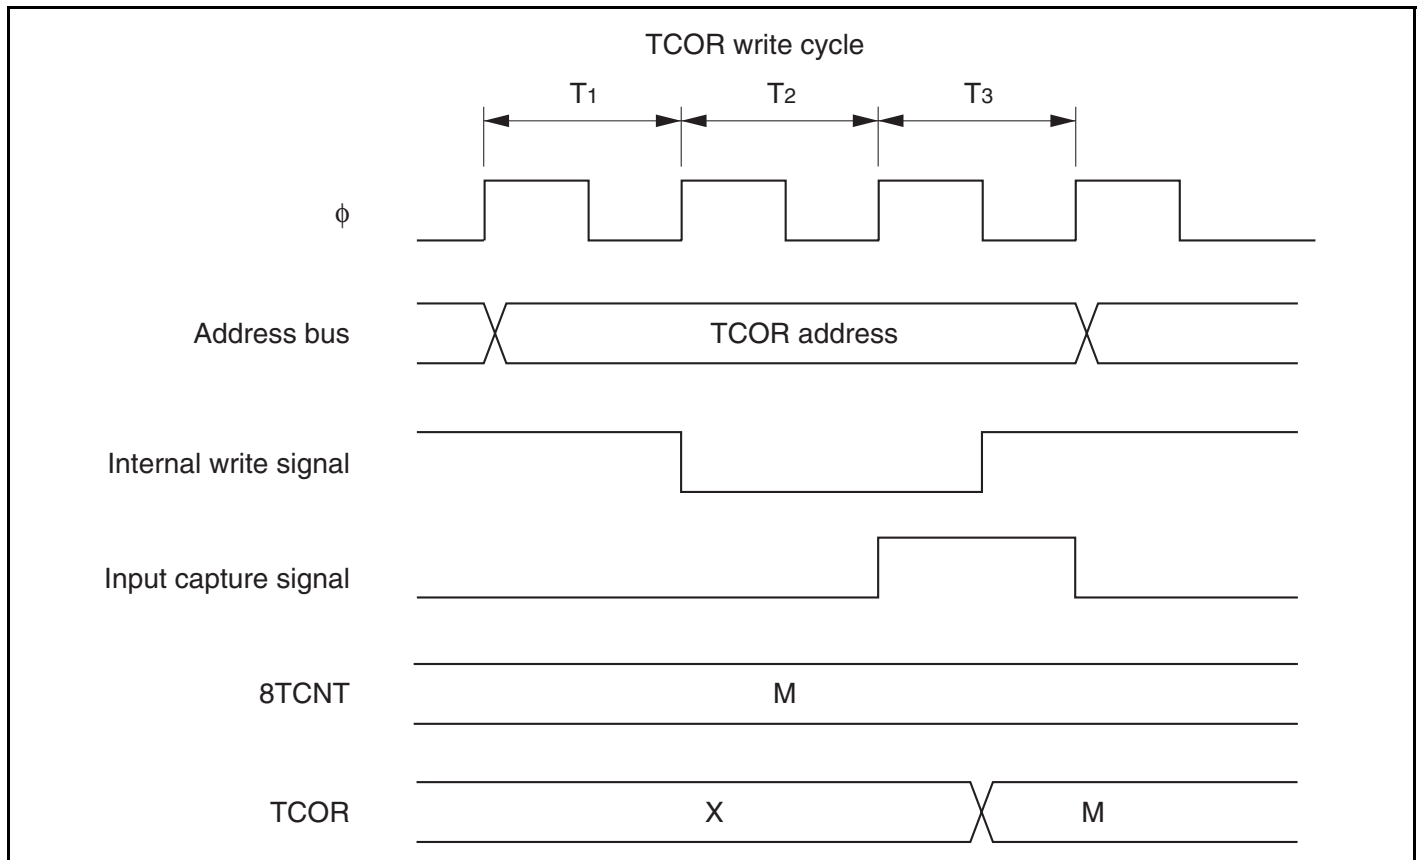 TCOR write cycle
T1 T2 T3
φ
Address bus TCOR address
Internal write signal
Input capture signal
8TCNT M
TCOR X M